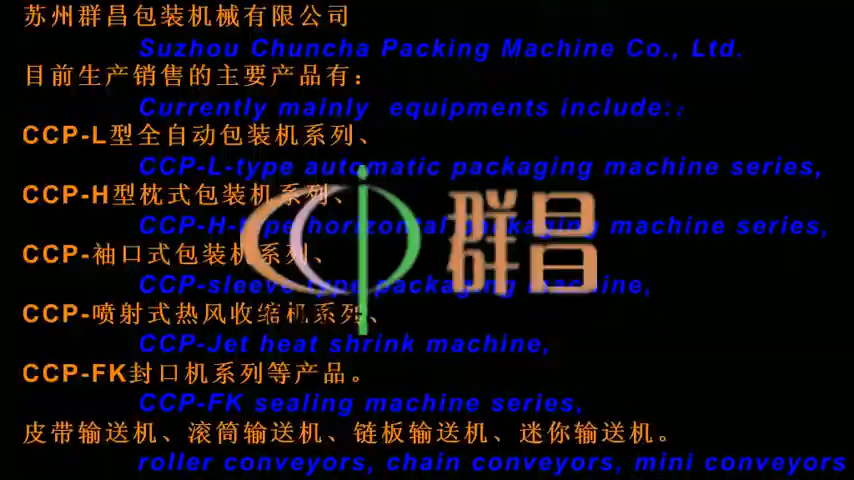 苏州群昌包装机械有限公司
Suzhou Chuncha Packing Machine Co., Ltd.
目前生产销售的主要产品有：
Currently mainly equipments include:；
CCP-L型全自动包装机系列、
CCP-L-type automatic packaging machine series,
CCP-H型枕式包装机系列、
CCP-H-type horizontal packaging machine series,
群昌
CCP-袖口式包装机系列、
CCP-sleeve type packaging machine,
CCP-喷射式热风收缩机系列、
CCP-Jet heat shrink machine,
CCP-FK封口机系列等产品。
CCP-FK sealing machine series,
皮带输送机、滚筒输送机、链板输送机、迷你输送机。
roller conveyors, chain conveyors, mini conveyors